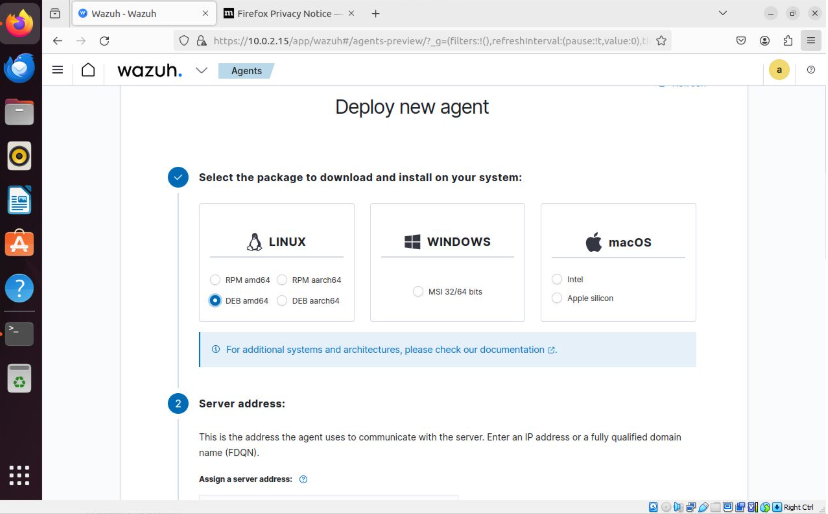 Wazuh - Wazuh
Firefox Privacy Notice —
https://10.0.2.15/app/wazuh#/agents-preview/?_g=(filters:!(),refreshInterval:(pause:!t,value:0),ti
wazuh. Agents a
Deploy new agent
Select the package to download and install on your system:
LINUX WINDOWS macOS
RPM amd64 RPM aarch64 MSI 32/64 bits Intel
DEB amd64 DEB aarch64 Apple silicon
For additional systems and architectures, please check our documentation.
2 Server address:
This is the address the agent uses to communicate with the server. Enter an IP address or a fully qualified domain
name (FDQN).
Assign a server address:
Right Ctrl